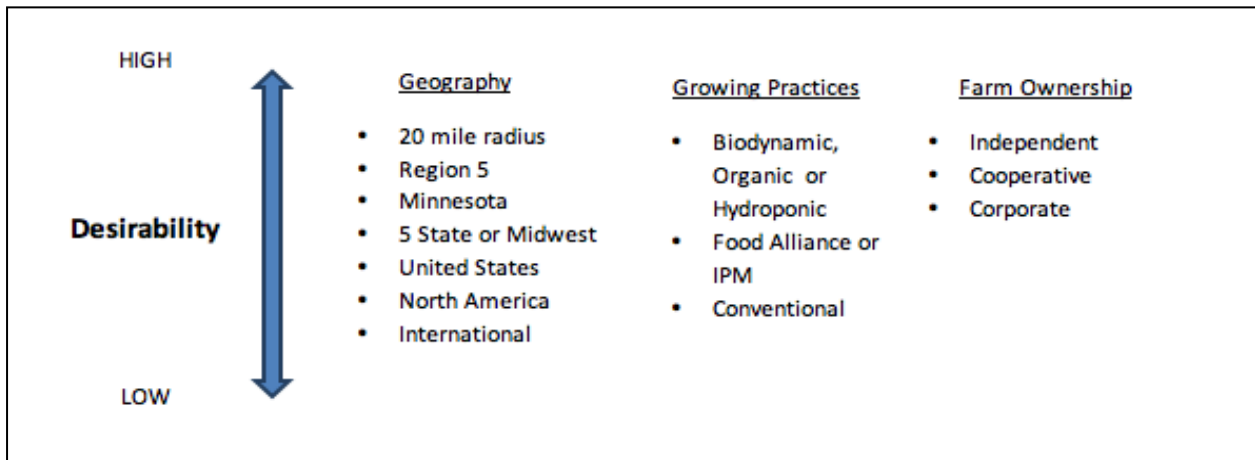 HIGH
Desirability
LOW
Geography
• 20 mile radius
• Region 5
• Minnesota
• 5 State or Midwest
• United States
• North America
• International
Growing Practices
• Biodynamic,
Organic or
Hydroponic
• Food Alliance or
IPM
• Conventional
Farm Ownership
• Independent
• Cooperative
• Corporate